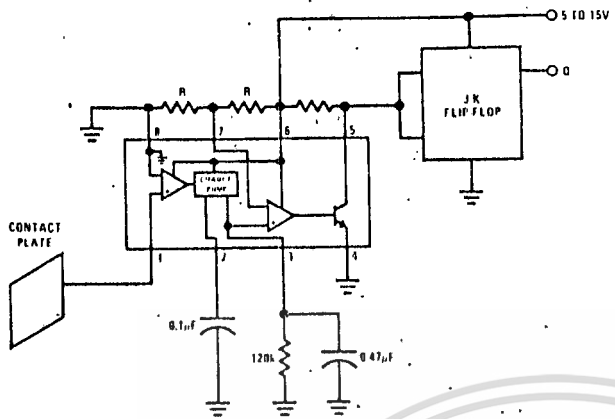 5 TO 15V
R
R
Q
J K
FLIP-FLOP
8
7
6
5
CHARGE
PUMP
CONTACT
PLATE
1
2
3
4
0.1µF
120k
0.47µF